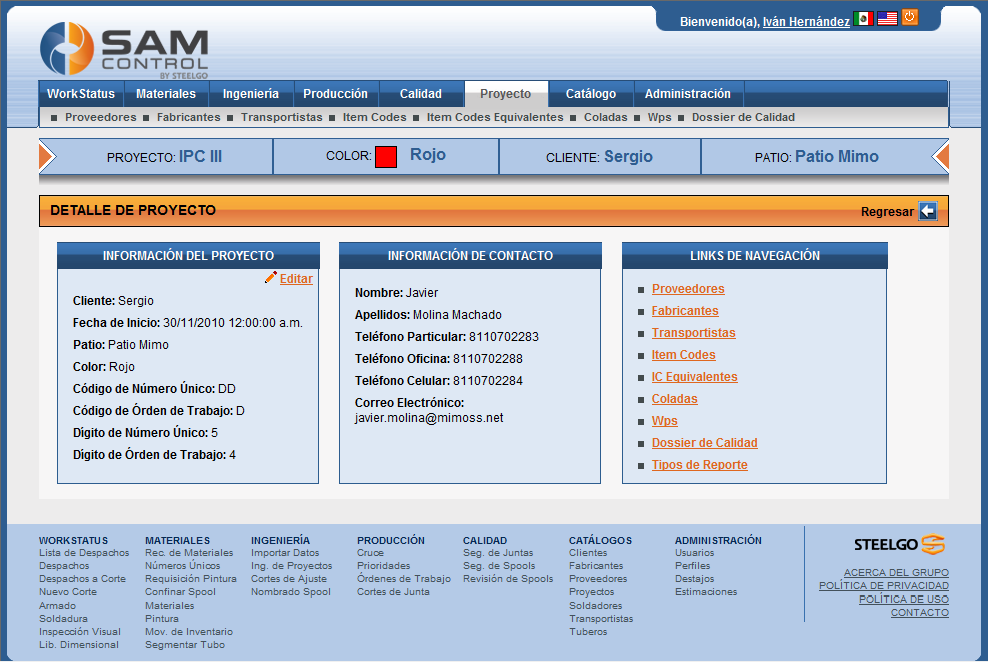 Bienvenido(a), Iván Hernández
SAM
CONTROL
BY STEELGO
WorkStatus Materiales Ingeniería Producción Calidad Proyecto Catálogo Administración
Proveedores Fabricantes Transportistas Item Codes Item Codes Equivalentes Coladas Wps Dossier de Calidad
PROYECTO: IPC III COLOR: Rojo CLIENTE: Sergio PATIO: Patio Mimo
DETALLE DE PROYECTO Regresar
INFORMACIÓN DEL PROYECTO
Editar
Cliente: Sergio
Fecha de Inicio: 30/11/2010 12:00:00 a.m.
Patio: Patio Mimo
Color: Rojo
Código de Número Único: DD
Código de Órden de Trabajo: D
Digito de Número Único: 5
Digito de Órden de Trabajo: 4
INFORMACIÓN DE CONTACTO
Nombre: Javier
Apellidos: Molina Machado
Teléfono Particular: 8110702283
Teléfono Oficina: 8110702288
Teléfono Celular: 8110702284
Correo Electrónico:
javier.molina@mimoss.net
LINKS DE NAVEGACIÓN
Proveedores
Fabricantes
Transportistas
Item Codes
IC Equivalentes
Coladas
Wps
Dossier de Calidad
Tipos de Reporte
WORKSTATUS
Lista de Despachos
Despachos
Despachos a Corte
Nuevo Corte
Armado
Soldadura
Inspección Visual
Lib. Dimensional
MATERIALES
Rec. de Materiales
Números Únicos
Requisición Pintura
Confinar Spool
Materiales
Pintura
Mov. de Inventario
Segmentar Tubo
INGENIERÍA
Importar Datos
Ing. de Proyectos
Cortes de Ajuste
Nombrado Spool
PRODUCCIÓN
Cruce
Prioridades
Órdenes de Trabajo
Cortes de Junta
CALIDAD
Seg. de Juntas
Seg. de Spools
Revisión de Spools
CATÁLOGOS
Clientes
Fabricantes
Proveedores
Proyectos
Soldadores
Transportistas
Tuberos
ADMINISTRACIÓN
Usuarios
Perfiles
Destajos
Estimaciones
STEELGO
ACERCA DEL GRUPO
POLÍTICA DE PRIVACIDAD
POLÍTICA DE USO
CONTACTO